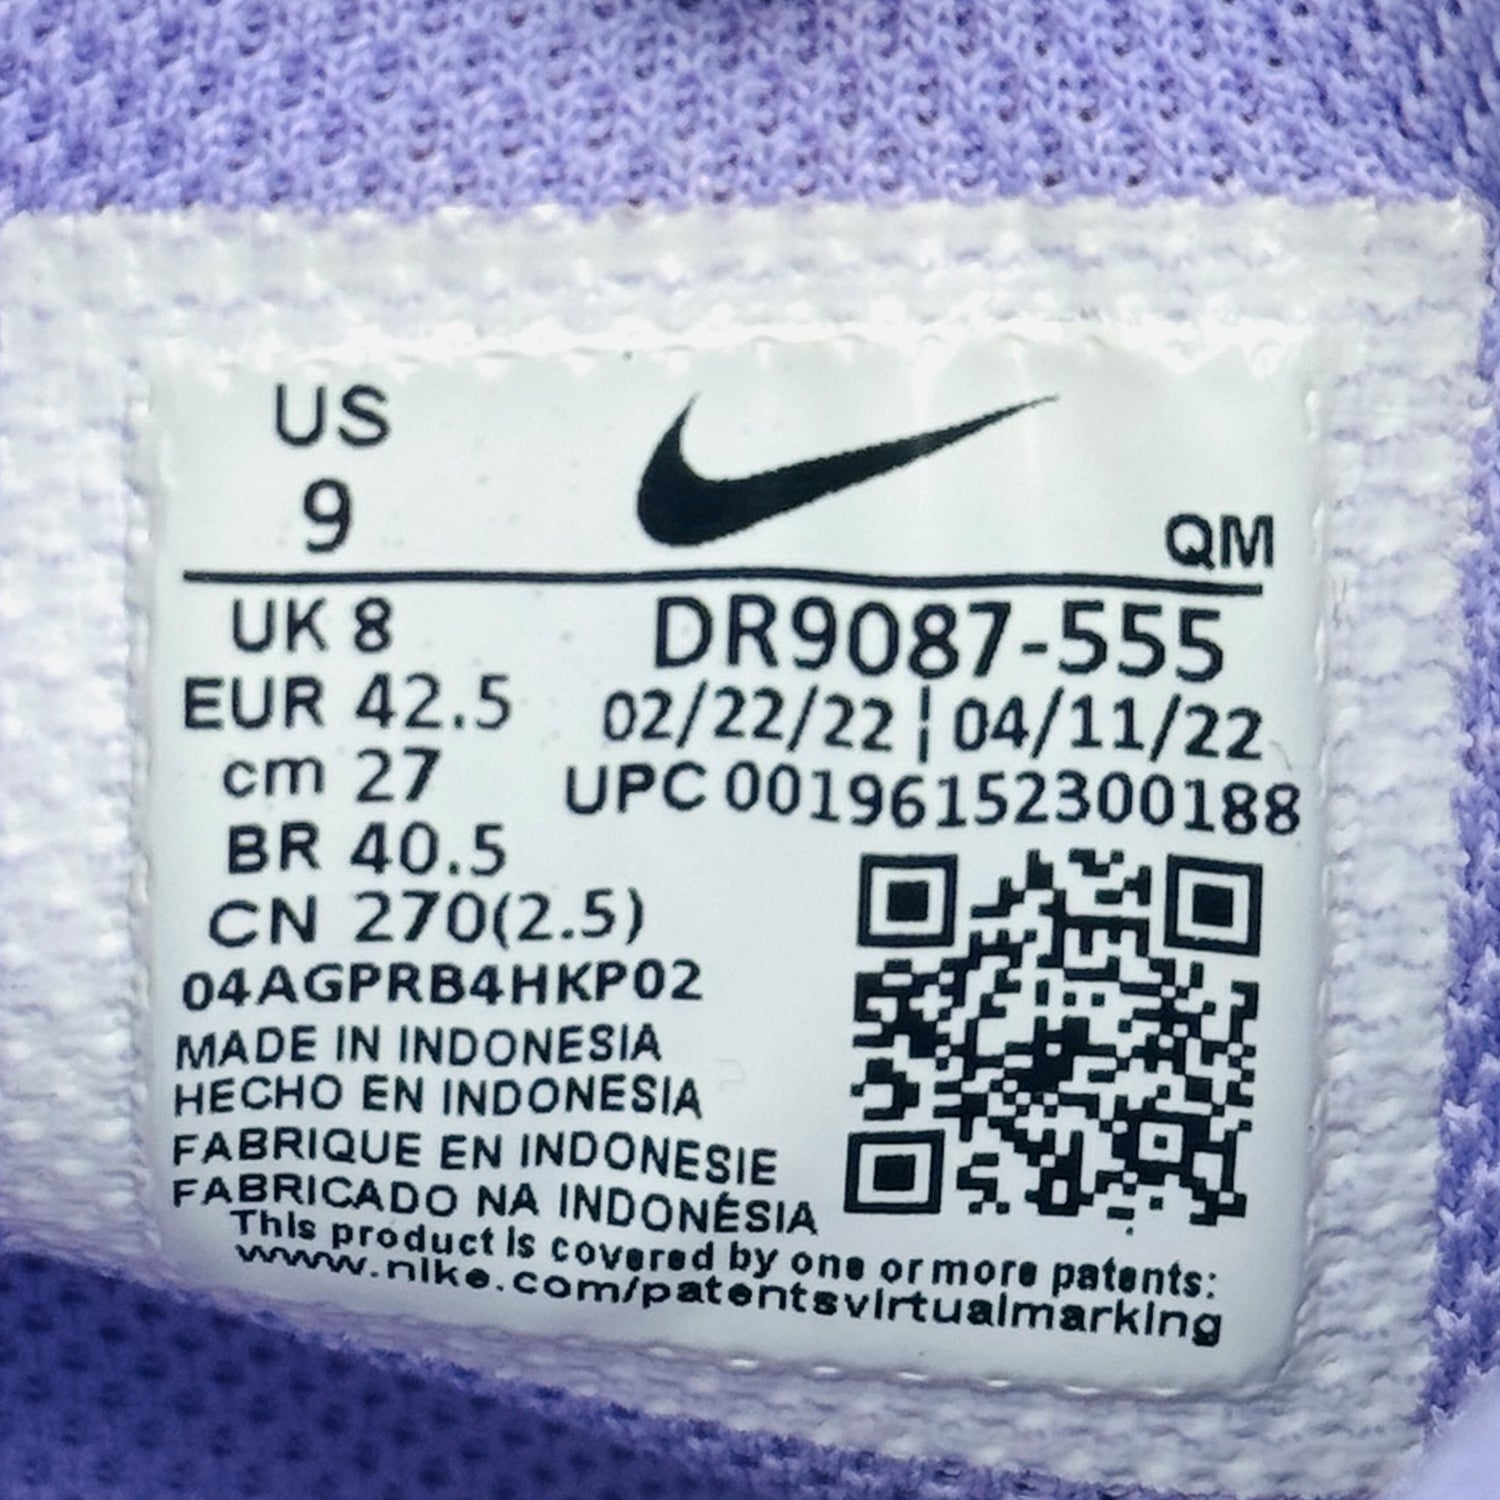 US
9
QM
UK 8
EUR 42.5
cm 27
BR 40.5
CN 270(2.5)
DR9087-555
02/22/22 ¦ 04/11/22
UPC 00196152300188
04AGPRB4HKP02
MADE IN INDONESIA
HECHO EN INDONESIA
FABRIQUE EN INDONESIE
FABRICADO NA INDONÉSIA
This product is covered by one or more patents:
www.nike.com/patentsvirtualmarking